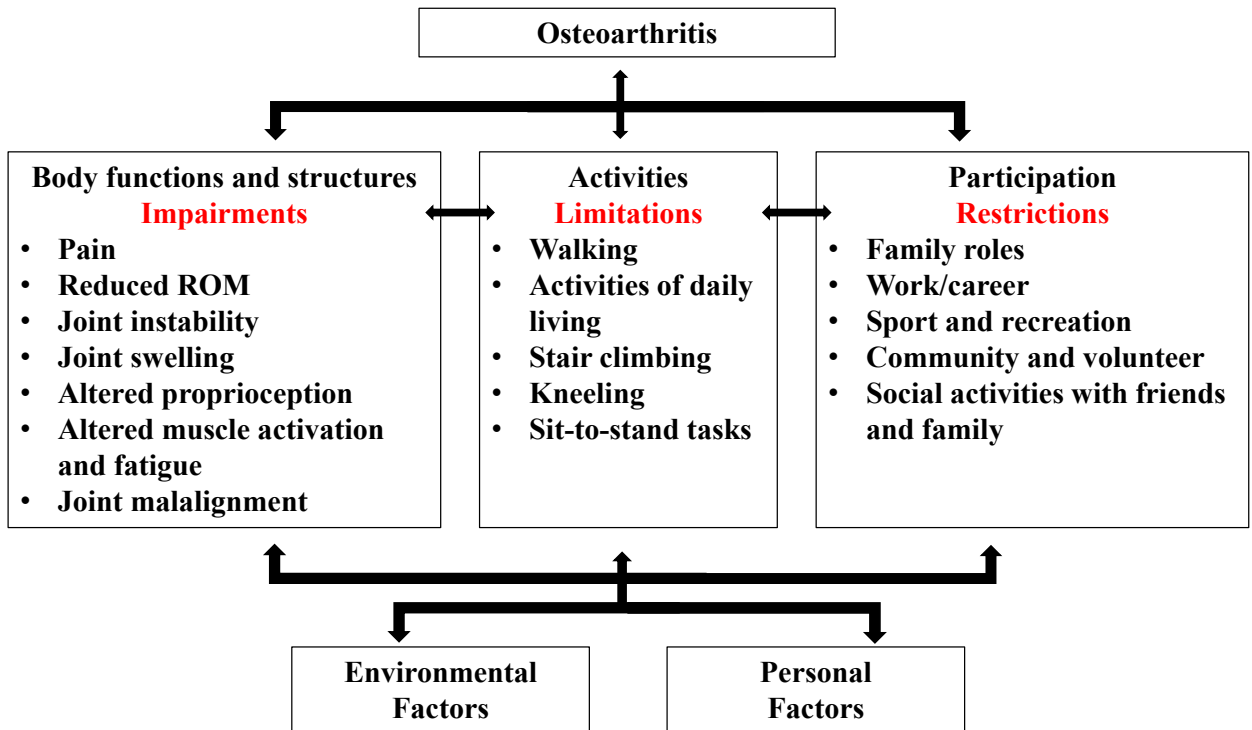 Osteoarthritis
Body functions and structures
Impairments
• Pain
• Reduced ROM
• Joint instability
• Joint swelling
• Altered proprioception
• Altered muscle activation
and fatigue
• Joint malalignment
Activities
Limitations
• Walking
• Activities of daily
living
• Stair climbing
• Kneeling
• Sit-to-stand tasks
Participation
Restrictions
• Family roles
• Work/career
• Sport and recreation
• Community and volunteer
• Social activities with friends
and family
Environmental
Factors
Personal
Factors